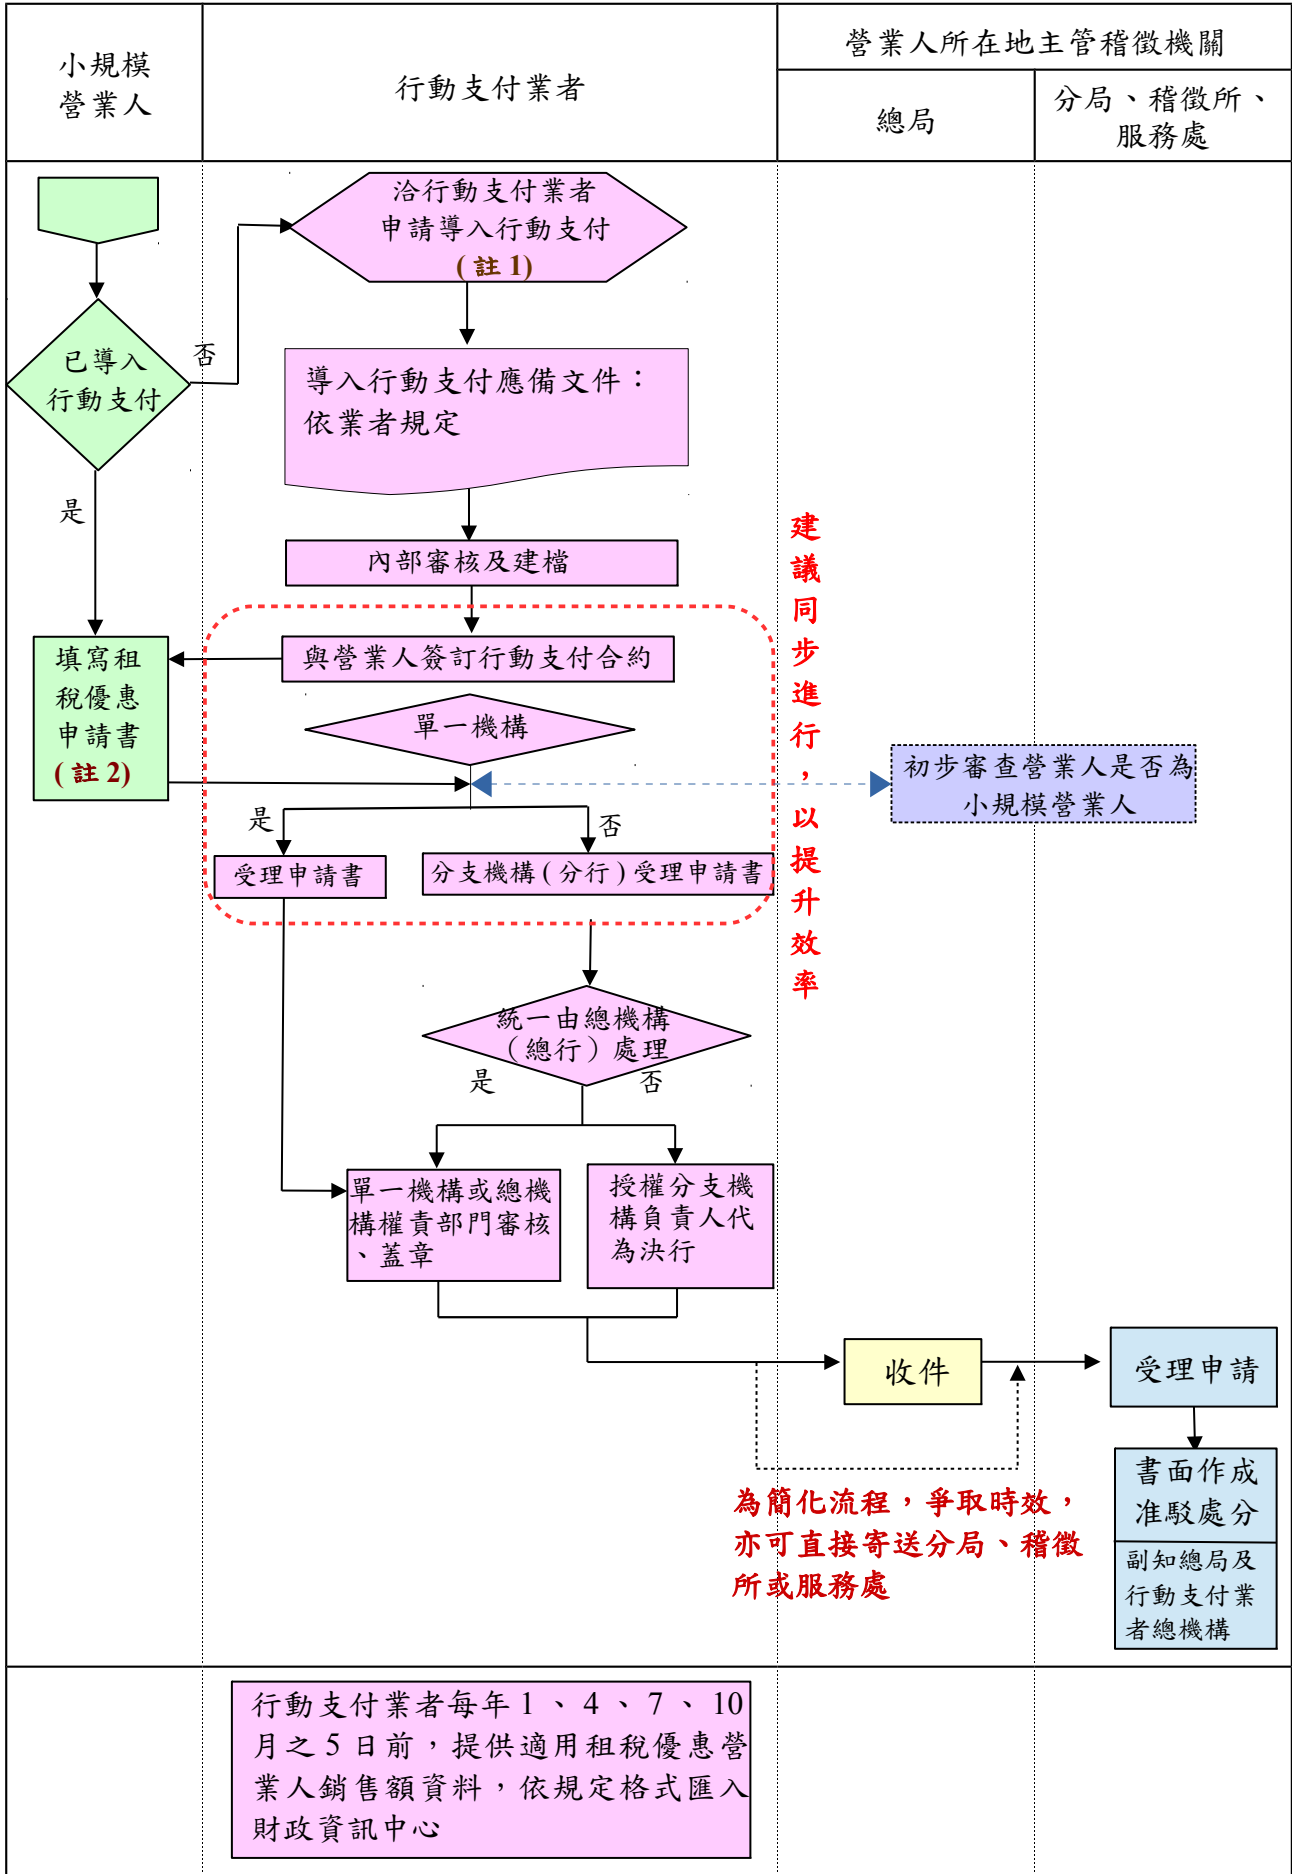 小規模
營業人
行動支付業者
營業人所在地主管稽徵機關
總局
分局、稽徵所、
服務處
洽行動支付業者
申請導入行動支付
(註1)
已導入
行動支付
否
是
導入行動支付應備文件：
依業者規定
內部審核及建檔
與營業人簽訂行動支付合約
填寫租
稅優惠
申請書
(註2)
單一機構
建議同步進行，以提升效率
初步審查營業人是否為
小規模營業人
是
否
受理申請書
分支機構(分行)受理申請書
統一由總機構
（總行）處理
是
否
單一機構或總機
構權責部門審核
、蓋章
授權分支機
構負責人代
為決行
收件
受理申請
書面作成
准駁處分
副知總局及
行動支付業
者總機構
為簡化流程，爭取時效，
亦可直接寄送分局、稽徵
所或服務處
行動支付業者每年1、4、7、10
月之5日前，提供適用租稅優惠營
業人銷售額資料，依規定格式匯入
財政資訊中心